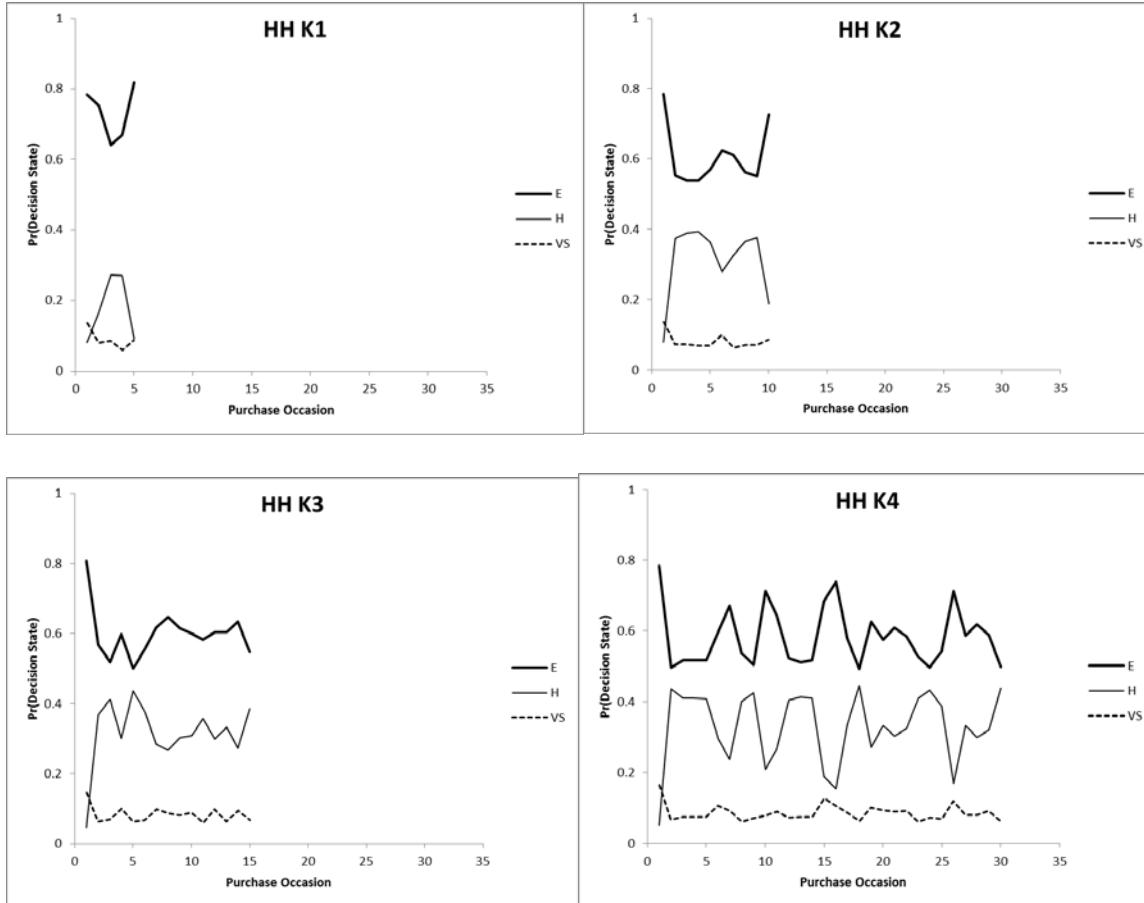 HH K1
1
0.8
0.6
0.4
0.2
0
Pr(Decision State)
0 5 10 15 20 25 30 35
Purchase Occasion
E
H
VS
HH K2
1
0.8
0.6
0.4
0.2
0
Pr(Decision State)
0 5 10 15 20 25 30 35
Purchase Occasion
E
H
VS
HH K3
1
0.8
0.6
0.4
0.2
0
Pr(Decision State)
0 5 10 15 20 25 30 35
Purchase Occasion
E
H
VS
HH K4
1
0.8
0.6
0.4
0.2
0
Pr(Decision State)
0 5 10 15 20 25 30 35
Purchase Occasion
E
H
VS